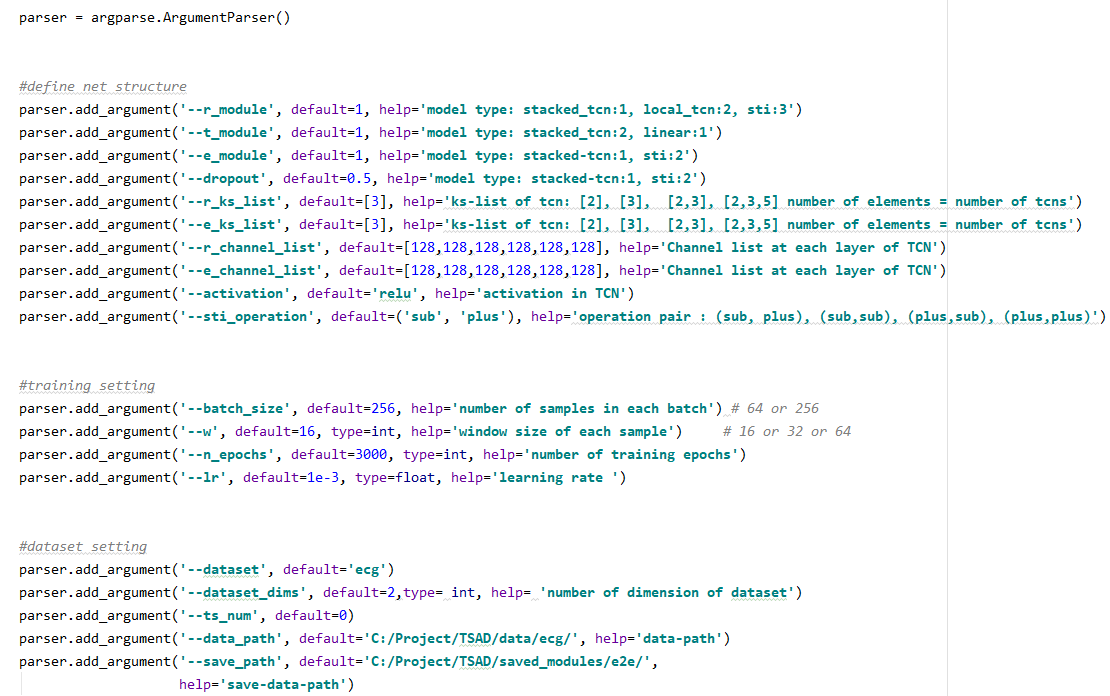 parser = argparse.ArgumentParser()
#define net structure
parser.add_argument('--r_module', default=1, help='model type: stacked_tcn:1, local_tcn:2, sti:3')
parser.add_argument('--t_module', default=1, help='model type: stacked_tcn:2, linear:1')
parser.add_argument('--e_module', default=1, help='model type: stacked-tcn:1, sti:2')
parser.add_argument('--dropout', default=0.5, help='model type: stacked-tcn:1, sti:2')
parser.add_argument('--r_ks_list', default=[3], help='ks-list of tcn: [2], [3],  [2,3], [2,3,5] number of elements = number of tcns')
parser.add_argument('--e_ks_list', default=[3], help='ks-list of tcn: [2], [3],  [2,3], [2,3,5] number of elements = number of tcns')
parser.add_argument('--r_channel_list', default=[128,128,128,128,128,128], help='Channel list at each layer of TCN')
parser.add_argument('--e_channel_list', default=[128,128,128,128,128,128], help='Channel list at each layer of TCN')
parser.add_argument('--activation', default='relu', help='activation in TCN')
parser.add_argument('--sti_operation', default=('sub', 'plus'), help='operation pair : (sub, plus), (sub,sub), (plus,sub), (plus,plus)')
#training setting
parser.add_argument('--batch_size', default=256, help='number of samples in each batch') # 64 or 256
parser.add_argument('--w', default=16, type=int, help='window size of each sample')     # 16 or 32 or 64
parser.add_argument('--n_epochs', default=3000, type=int, help='number of training epochs')
parser.add_argument('--lr', default=1e-3, type=float, help='learning rate ')
#dataset setting
parser.add_argument('--dataset', default='ecg')
parser.add_argument('--dataset_dims', default=2,type= int, help= 'number of dimension of dataset')
parser.add_argument('--ts_num', default=0)
parser.add_argument('--data_path', default='C:/Project/TSAD/data/ecg/', help='data-path')
parser.add_argument('--save_path', default='C:/Project/TSAD/saved_modules/e2e/',
help='save-data-path')